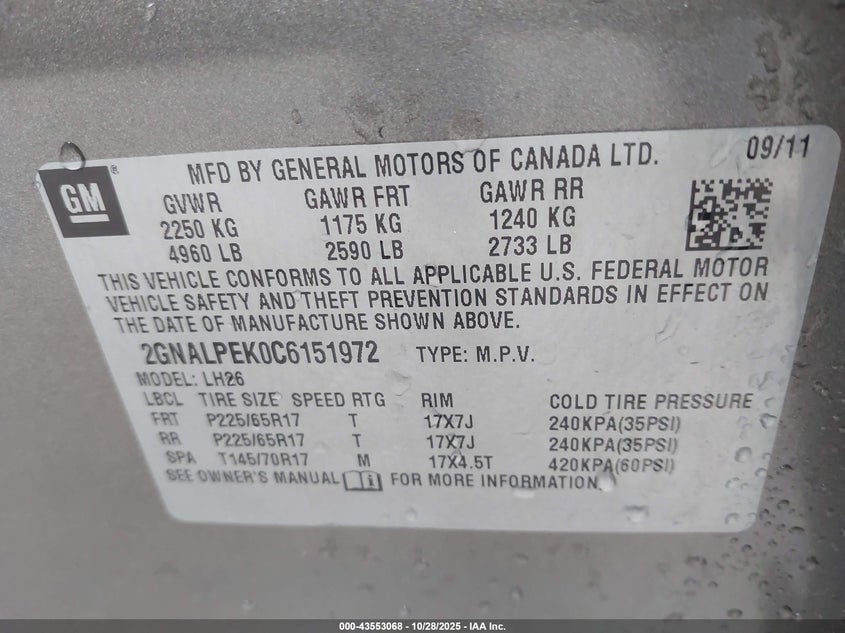 GM
MFD BY GENERAL MOTORS OF CANADA LTD. 09/11
GVWR GAWR FRT GAWR RR
2250 KG 1175 KG 1240 KG
4960 LB 2590 LB 2733 LB
THIS VEHICLE CONFORMS TO ALL APPLICABLE U.S. FEDERAL MOTOR
VEHICLE SAFETY AND THEFT PREVENTION STANDARDS IN EFFECT ON
THE DATE OF MANUFACTURE SHOWN ABOVE.
2GNALPEK0C6151972 TYPE: M.P.V.
MODEL: LH26
LBCL TIRE SIZE SPEED RTG RIM COLD TIRE PRESSURE
FRT P225/65R17 T 17X7J 240KPA(35PSI)
RR P225/65R17 T 17X7J 240KPA(35PSI)
SPA T145/70R17 M 17X4.5T 420KPA(60PSI)
SEE OWNER'S MANUAL i FOR MORE INFORMATION.
000-43553068 - 10/28/2025 - IAA Inc.